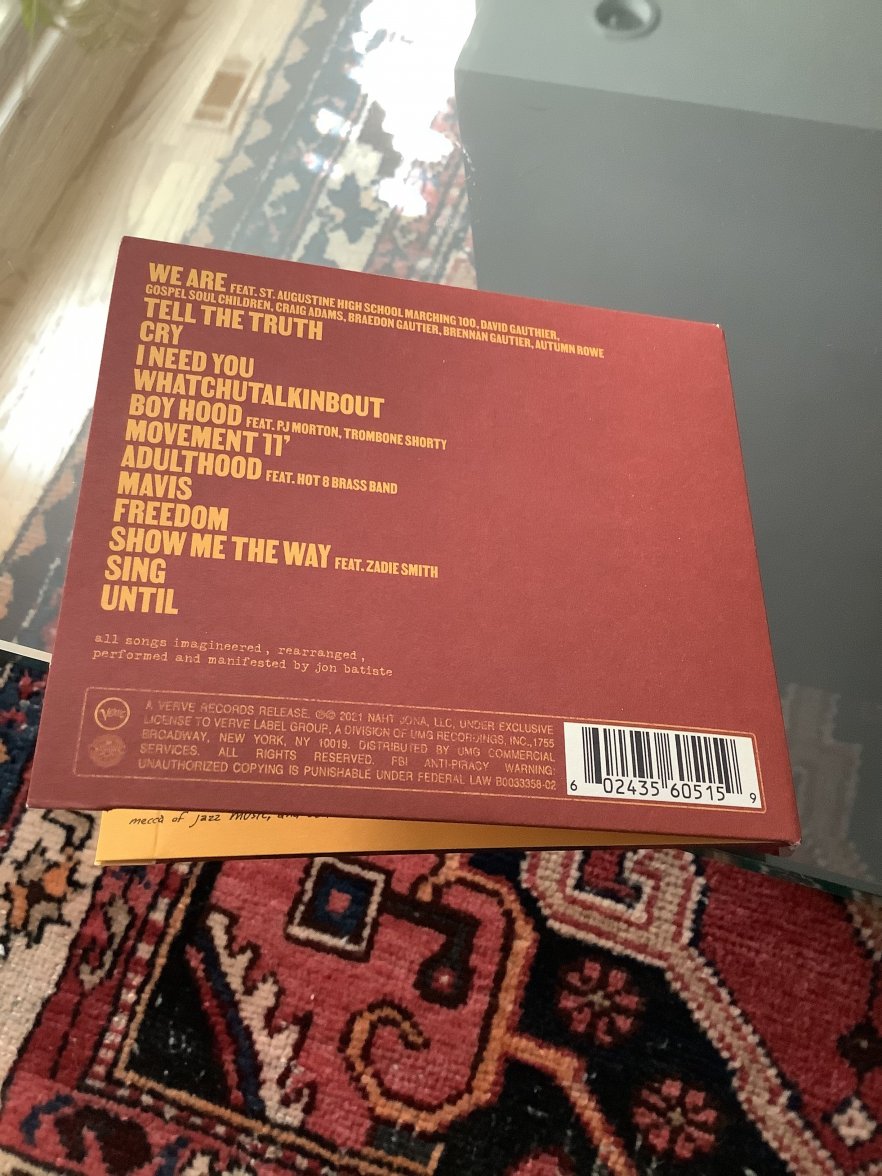 WE ARE FEAT. ST. AUGUSTINE HIGH SCHOOL MARCHING 100, DAVID GAUTHIER,
GOSPEL SOUL CHILDREN, CRAIG ADAMS, BRAEDON GAUTIER, BRENNAN GAUTIER, AUTUMN ROWE
TELL THE TRUTH
CRY
I NEED YOU
WHATCHUTALKINBOUT
BOY HOOD FEAT. PJ MORTON, TROMBONE SHORTY
MOVEMENT 11'
ADULTHOOD FEAT. HOT 8 BRASS BAND
MAVIS
FREEDOM
SHOW ME THE WAY FEAT. ZADIE SMITH
SING
UNTIL
all songs imagineered, rearranged,
performed and manifested by jon batiste
VERVE
A VERVE RECORDS RELEASE. ℗© 2021 NAHT JONA, LLC, UNDER EXCLUSIVE
LICENSE TO VERVE LABEL GROUP, A DIVISION OF UMG RECORDINGS, INC., 1755
BROADWAY, NEW YORK, NY 10019. DISTRIBUTED BY UMG COMMERCIAL
SERVICES. ALL RIGHTS RESERVED. FBI ANTI-PIRACY WARNING:
UNAUTHORIZED COPYING IS PUNISHABLE UNDER FEDERAL LAW B0033358-02
6 02435 60515 9
mecca of jazz music, and